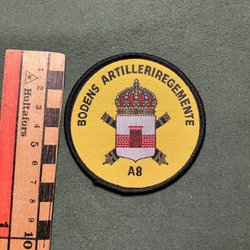 Hultafors
BODENS ARTILLERIREGEMENTE
A8